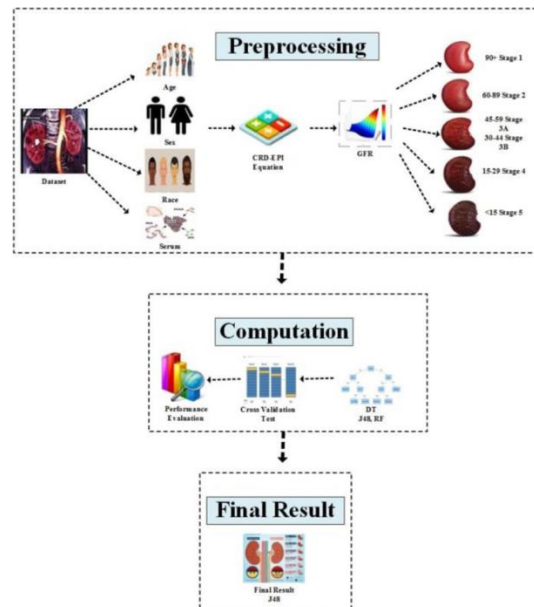 Preprocessing
Age
Sex
Race
Serum
Dataset
CRD-EPI
Equation
GFR
90+ Stage 1
60-89 Stage 2
45-59 Stage
3A
30-44 Stage
3B
15-29 Stage 4
<15 Stage 5
Computation
Performance
Evaluation
Cross Validation
Test
DT
J48, RF
Final Result
Final Result
J48